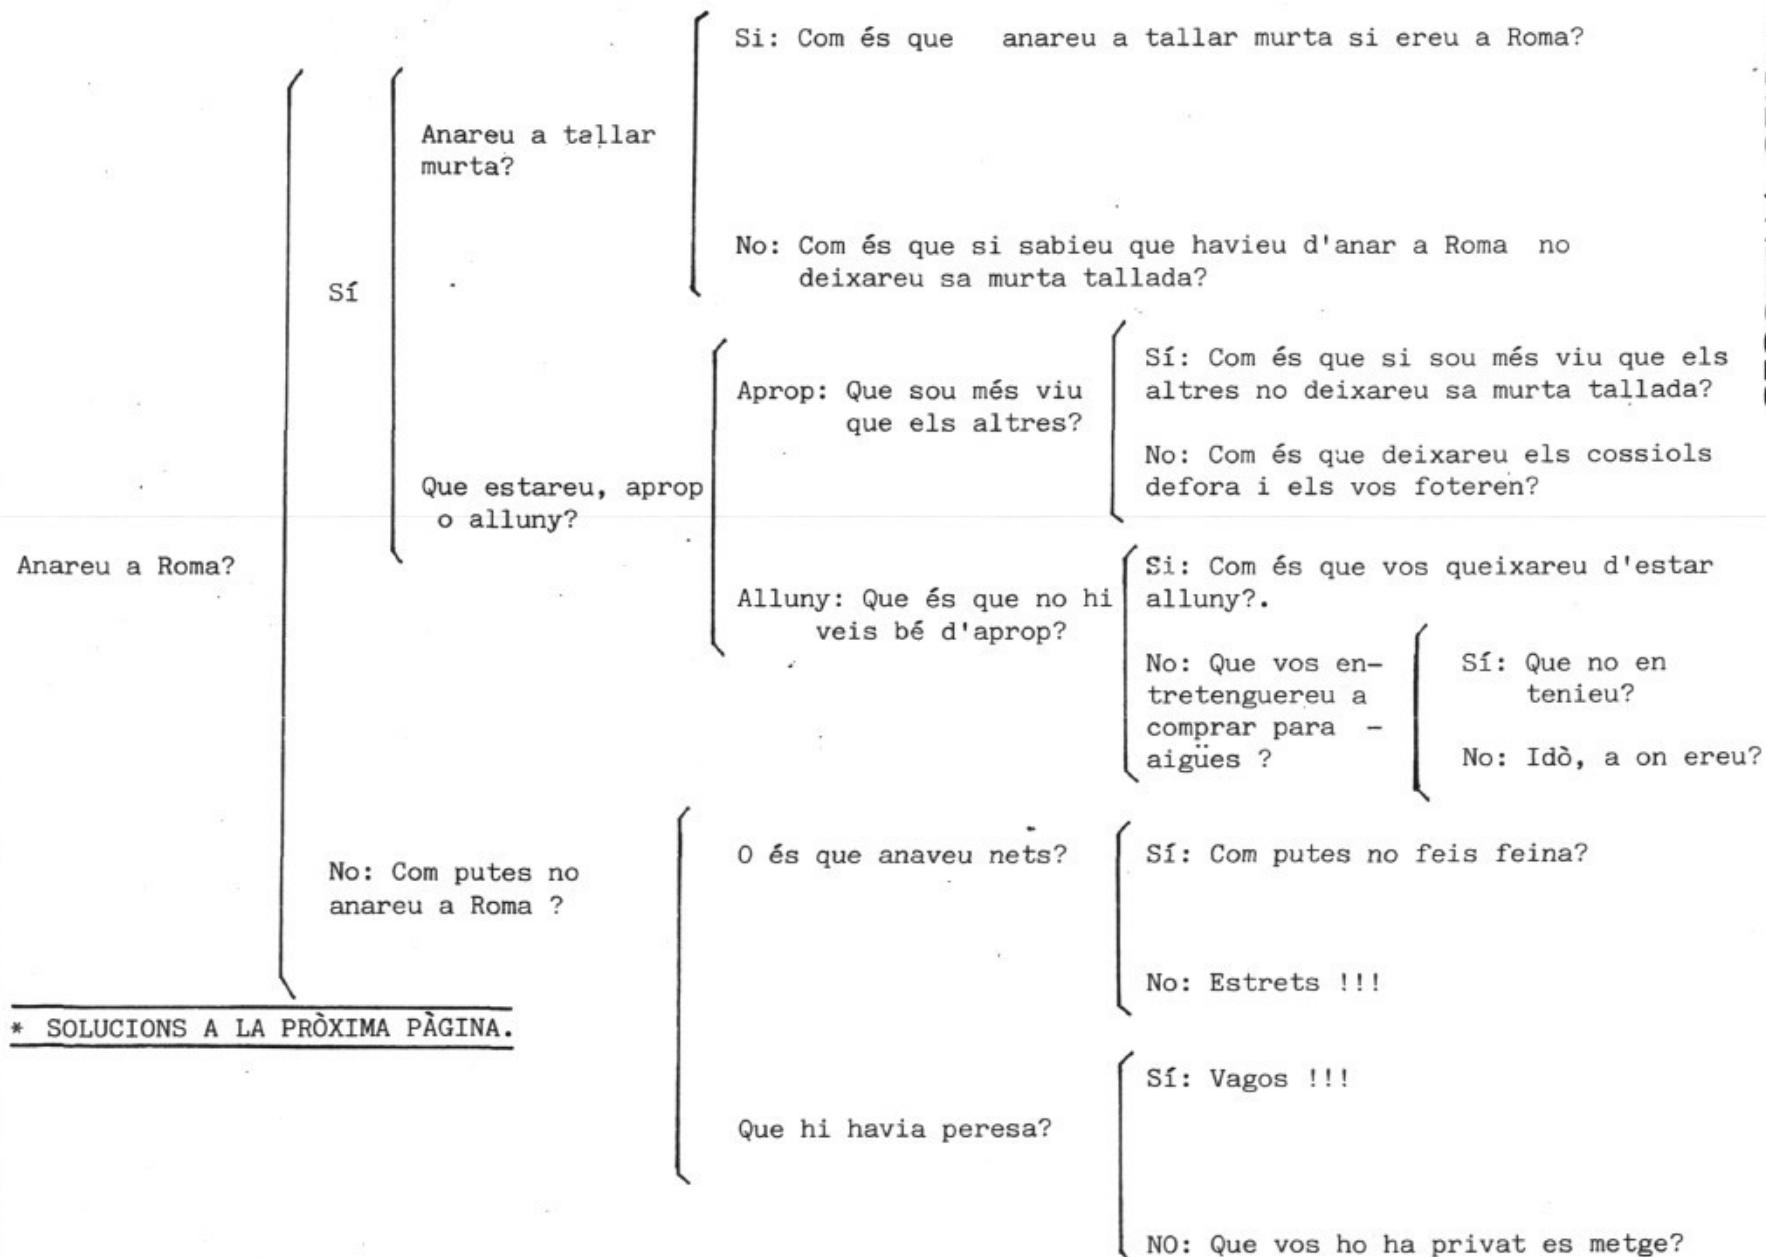 Si: Com és que anareu a tallar murta si ereu a Roma?
Anareu a tallar
murta?
No: Com és que si sabieu que havieu d'anar a Roma no
deixareu sa murta tallada?
Sí
Sí: Com és que si sou més viu que els
altres no deixareu sa murta tallada?
Aprop: Que sou més viu
que els altres?
No: Com és que deixareu els cossiols
defora i els vos foteren?
Que estareu, aprop
o alluny?
Anareu a Roma?
Si: Com és que vos queixareu d'estar
alluny?.
Alluny: Que és que no hi
veis bé d'aprop?
No: Que vos en-
tretenguereu a
comprar para -
aigües ?
Sí: Que no en
tenieu?
No: Idò, a on ereu?
No: Com putes no
anareu a Roma ?
O és que anaveu nets?
Sí: Com putes no feis feina?
No: Estrets !!!
* SOLUCIONS A LA PRÒXIMA PÀGINA.
Sí: Vagos !!!
Que hi havia peresa?
NO: Que vos ho ha privat es metge?